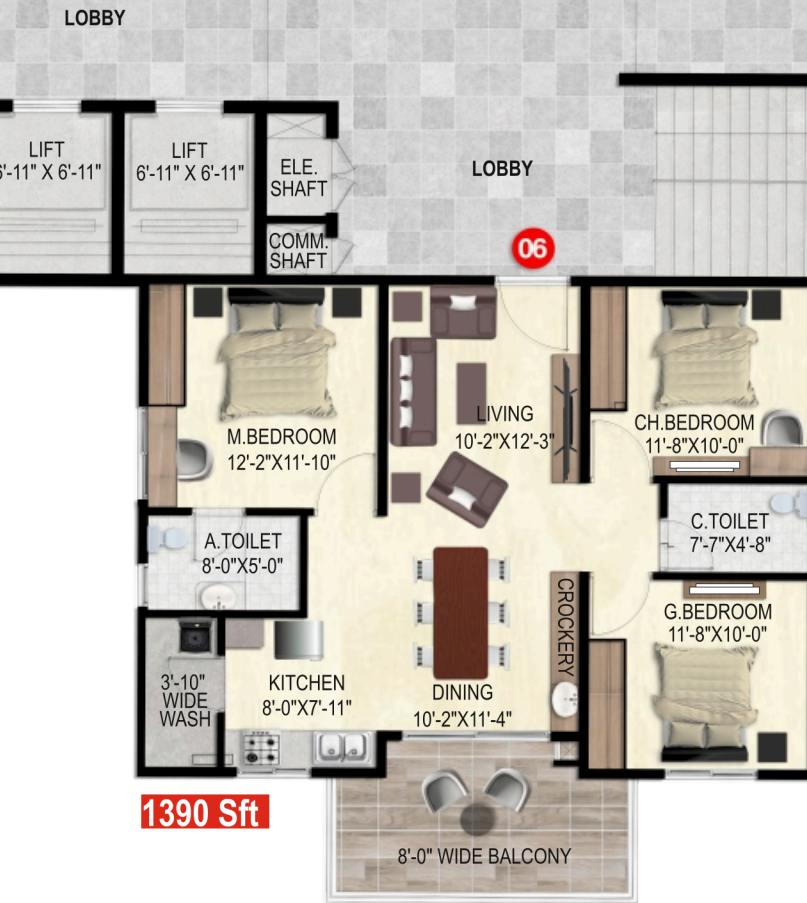 LOBBY
LIFT
6'-11" X 6'-11"
LIFT
6'-11" X 6'-11"
ELE.
SHAFT
LOBBY
COMM.
SHAFT
06
M.BEDROOM
12'-2"X11'-10"
LIVING
10'-2"X12'-3"
CH.BEDROOM
11'-8"X10'-0"
A.TOILET
8'-0"X5'-0"
C.TOILET
7'-7"X4'-8"
CROCKERY
G.BEDROOM
11'-8"X10'-0"
3'-10"
WIDE
WASH
KITCHEN
8'-0"X7'-11"
DINING
10'-2"X11'-4"
1390 Sft
8'-0" WIDE BALCONY